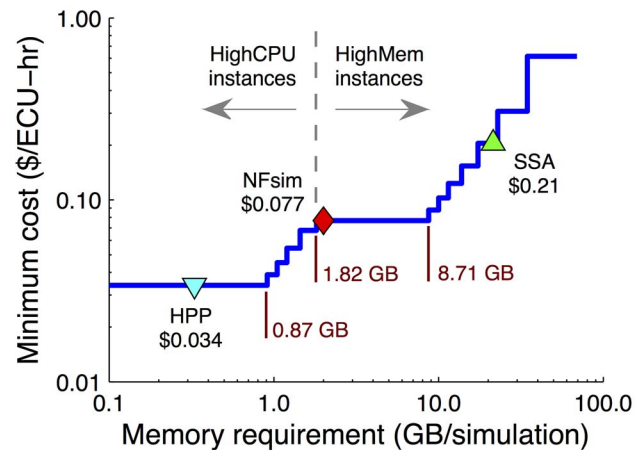 1.00
HighCPU
instances
HighMem
instances
Minimum cost ($/ECU-hr)
NFsim
$0.077
SSA
$0.21
0.10
1.82 GB
8.71 GB
HPP
$0.034
0.87 GB
0.01
0.1
1.0
10.0
100.0
Memory requirement (GB/simulation)